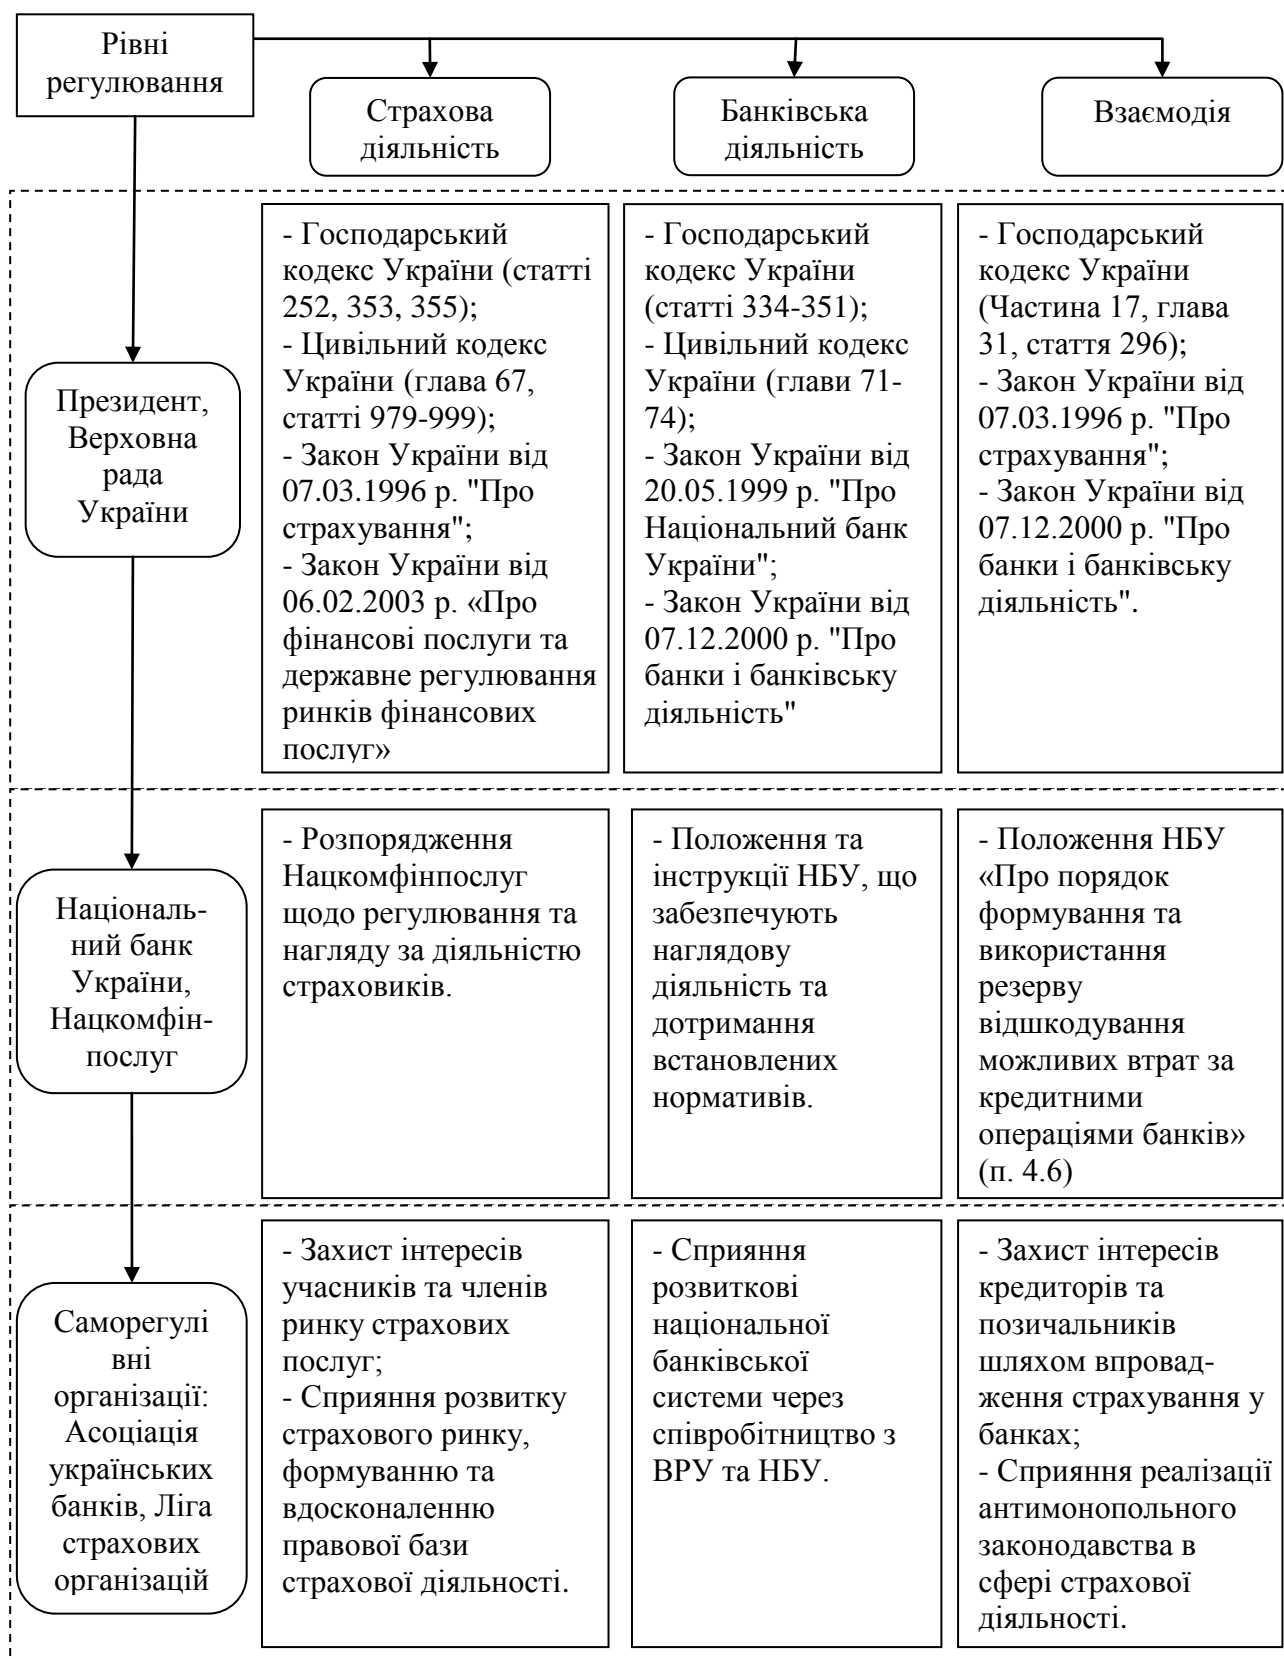 Рівні
регулювання
Страхова
діяльність
Банківська
діяльність
Взаємодія
Президент,
Верховна
рада
України
- Господарський
кодекс України (статті
252, 353, 355);
- Цивільний кодекс
України (глава 67,
статті 979-999);
- Закон України від
07.03.1996 р. "Про
страхування";
- Закон України від
06.02.2003 р. «Про
фінансові послуги та
державне регулювання
ринків фінансових
послуг»
- Господарський
кодекс України
(статті 334-351);
- Цивільний кодекс
України (глави 71-
74);
- Закон України від
20.05.1999 р. "Про
Національний банк
України";
- Закон України від
07.12.2000 р. "Про
банки і банківську
діяльність"
- Господарський
кодекс України
(Частина 17, глава
31, стаття 296);
- Закон України від
07.03.1996 р. "Про
страхування";
- Закон України від
07.12.2000 р. "Про
банки і банківську
діяльність".
Національ-
ний банк
України,
Нацкомфін-
послуг
- Розпорядження
Нацкомфінпослуг
щодо регулювання та
нагляду за діяльністю
страховиків.
- Положення та
інструкції НБУ, що
забезпечують
наглядову
діяльність та
дотримання
встановлених
нормативів.
- Положення НБУ
«Про порядок
формування та
використання
резерву
відшкодування
можливих втрат за
кредитними
операціями банків»
(п. 4.6)
Саморегулі
вні
організації:
Асоціація
українських
банків, Ліга
страхових
організацій
- Захист інтересів
учасників та членів
ринку страхових
послуг;
- Сприяння розвитку
страхового ринку,
формуванню та
вдосконаленню
правової бази
страхової діяльності.
- Сприяння
розвиткові
національної
банківської
системи через
співробітництво з
ВРУ та НБУ.
- Захист інтересів
кредиторів та
позичальників
шляхом впровад-
ження страхування у
банках;
- Сприяння реалізації
антимонопольного
законодавства в
сфері страхової
діяльності.